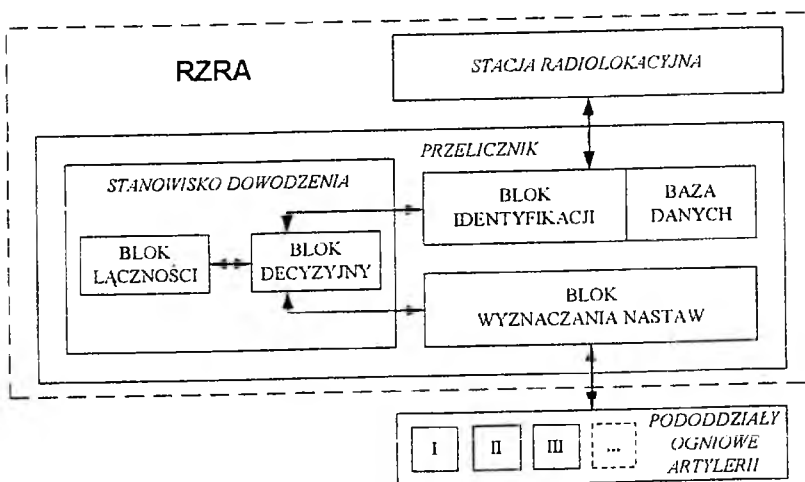 RZRA
STACJA RADIOLOKACYJNA
PRZELICZNIK
STANOWISKO DOWODZENIA
BLOK
ŁĄCZNOŚCI
BLOK
DECYZYJNY
BLOK
IDENTYFIKACJI
BAZA
DANYCH
BLOK
WYZNACZANIA NASTAW
I
II
III
...
PODODDZIAŁY
OGNIOWE
ARTYLERII